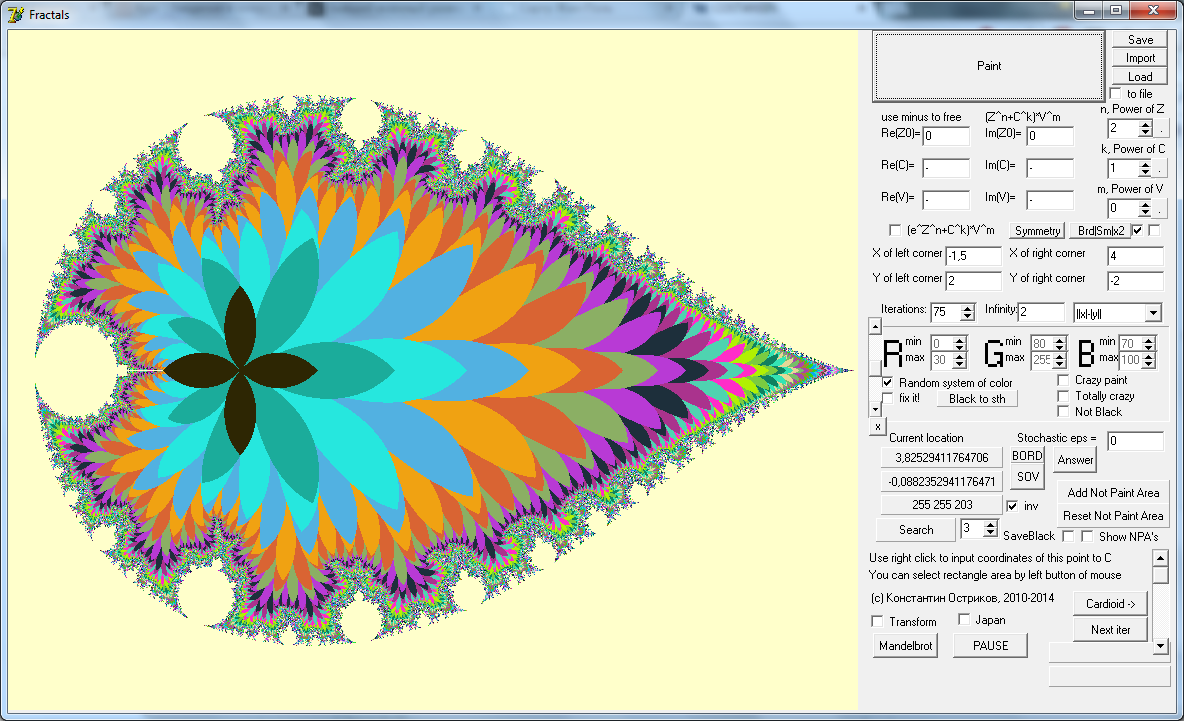 Fractals
Paint
Save
Import
Load
to file
use minus to free
(Z^n+C^k)*V^m
n, Power of Z
Re(Z0)= 0
Im(Z0)= 0
2
.
k, Power of C
Re(C)= -
Im(C)= -
1
.
m, Power of V
Re(V)= -
Im(V)= -
0
.
(e^Z^n+C^k)*V^m
Symmetry
BrdSm|x2
X of left corner -1,5
X of right corner 4
Y of left corner 2
Y of right corner -2
Iterations: 75
Infinity: 2
||x|-|y||
R min 0
max 30
G min 80
max 255
B min 70
max 100
Random system of color
fix it!
Black to sth
Crazy paint
Totally crazy
Not Black
x
Current location
Stochastic eps = 0
3,82529411764706
BORD
Answer
-0,0882352941176471
SOV
255 255 203
inv
Add Not Paint Area
Reset Not Paint Area
Search
3
SaveBlack
Show NPA's
Use right click to input coordinates of this point to C
You can select rectangle area by left button of mouse
(c) Константин Остриков, 2010-2014
Cardioid ->
Transform
Japan
Next iter
Mandelbrot
PAUSE